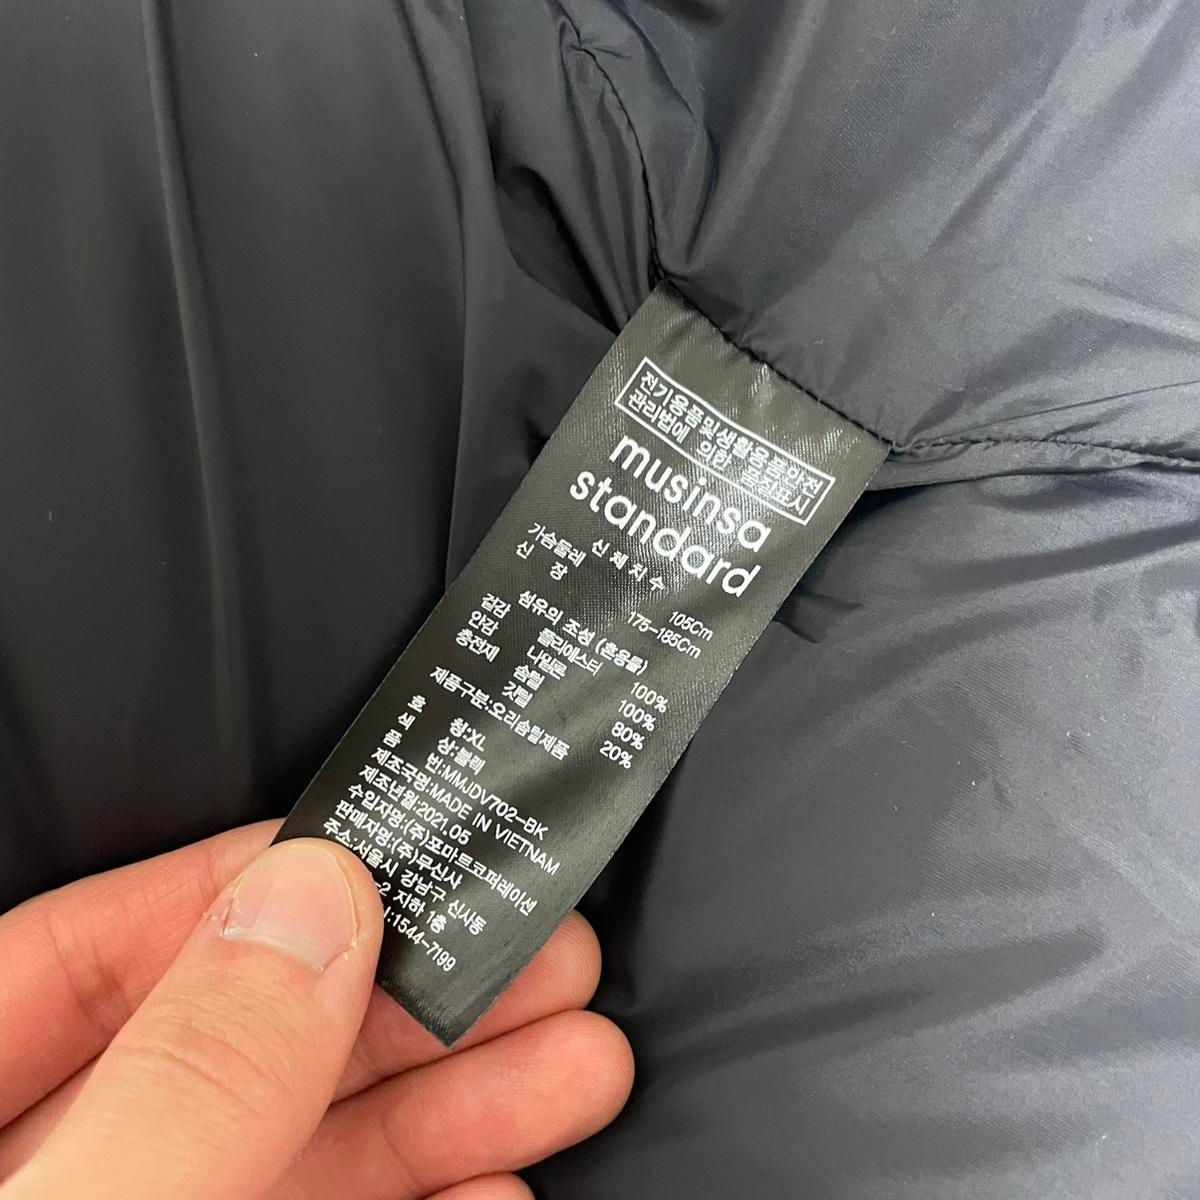 전기용품및생활용품안전
관리법에 의한 품질표시
musinsa
standard
신체치수
가슴둘레 105Cm
신 장 175-185Cm
섬유의 조성 (혼용률)
겉감 폴리에스터 100%
안감 나일론 100%
충전재 솜털 80%
깃털 20%
제품구분:오리솜털제품
호 칭:XL
색 상:블랙
품 번:MMJDV702-BK
제조국명:MADE IN VIETNAM
제조년월:2021.05
수입자명:(주)포마트코퍼레이션
판매자명:(주)무신사
주소:서울시 강남구 신사동
-2 지하 1층
:1544-7199